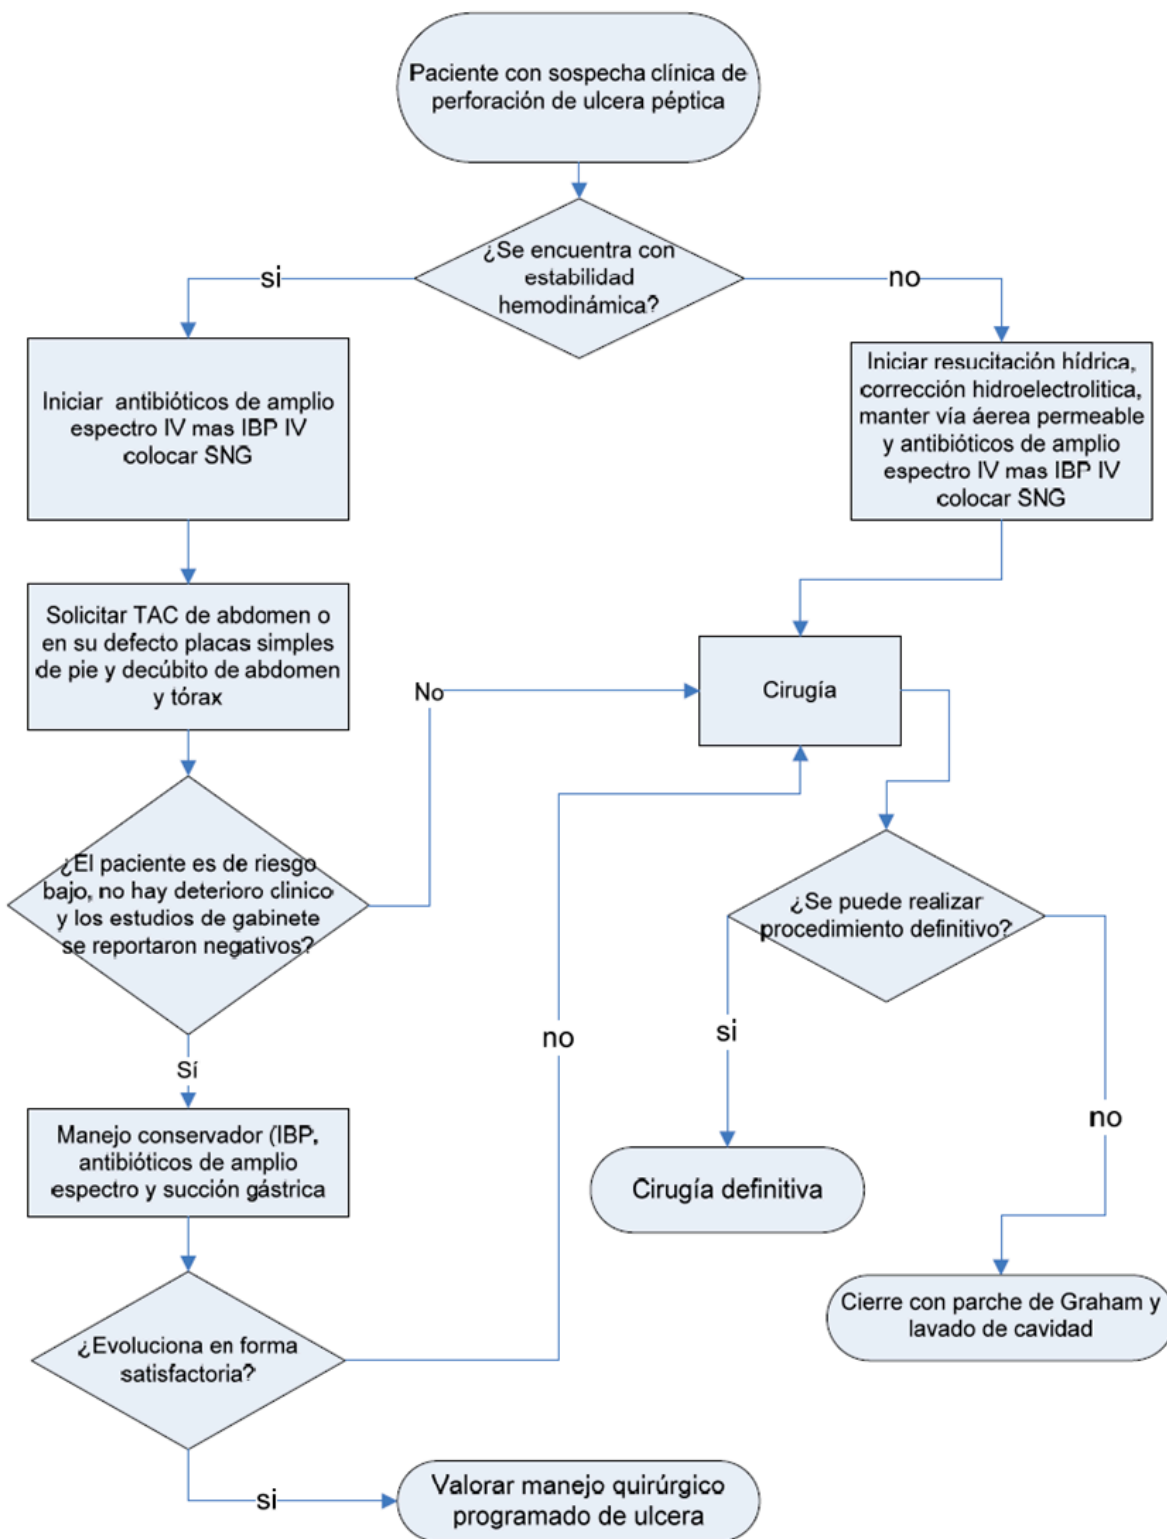 Paciente con sospecha clínica de
perforación de ulcera péptica
¿Se encuentra con
estabilidad
hemodinámica?
si
no
Iniciar antibióticos de amplio
espectro IV mas IBP IV
colocar SNG
Iniciar resucitación hídrica,
corrección hidroelectrolitica,
manter vía áerea permeable
y antibióticos de amplio
espectro IV mas IBP IV
colocar SNG
Solicitar TAC de abdomen o
en su defecto placas simples
de pie y decúbito de abdomen
y tórax
No
Cirugía
¿El paciente es de riesgo
bajo, no hay deterioro clinico
y los estudios de gabinete
se reportaron negativos?
¿Se puede realizar
procedimiento definitivo?
si
no
no
Sí
Manejo conservador (IBP,
antibióticos de amplio
espectro y succión gástrica
Cirugía definitiva
Cierre con parche de Graham y
lavado de cavidad
¿Evoluciona en forma
satisfactoria?
si
Valorar manejo quirúrgico
programado de ulcera